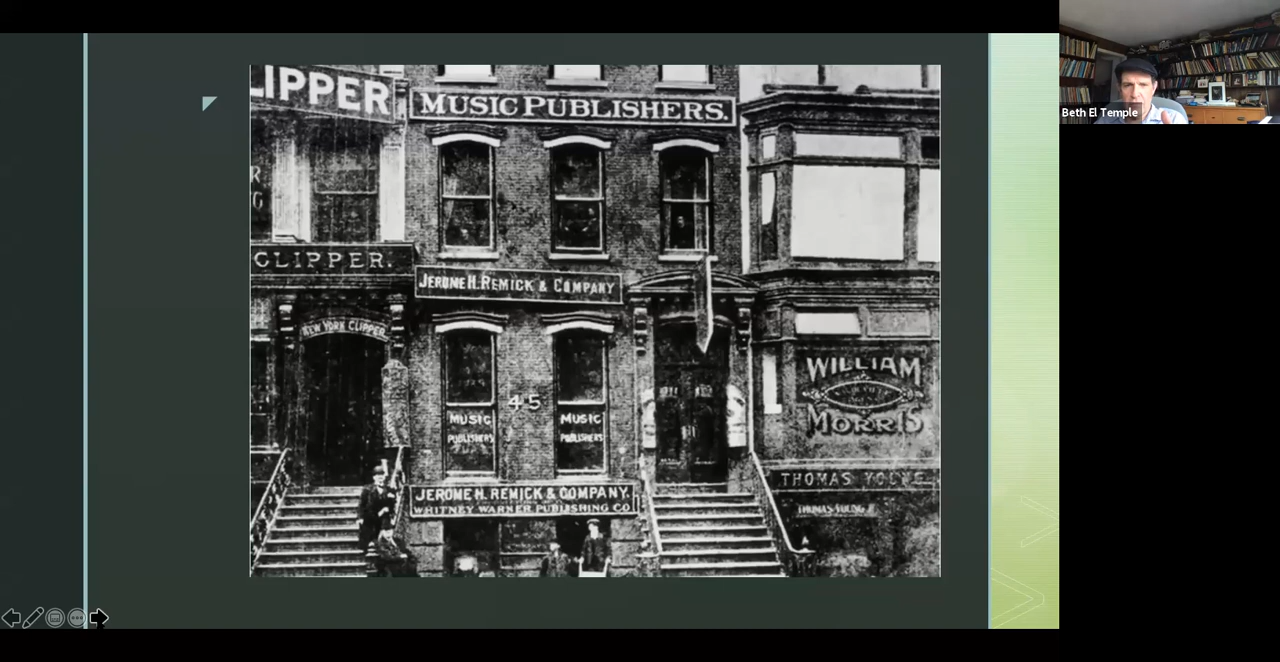 LIPPER
MUSIC PUBLISHERS.
CLIPPER.
JEROME H. REMICK & COMPANY
NEW YORK CLIPPER
WILLIAM
MORRIS
45
MUSIC
PUBLISHERS
MUSIC
PUBLISHERS
THOMAS YOUNG
JEROME H. REMICK & COMPANY.
WHITNEY WARNER PUBLISHING CO
THOMAS YOUNG
Beth El Temple